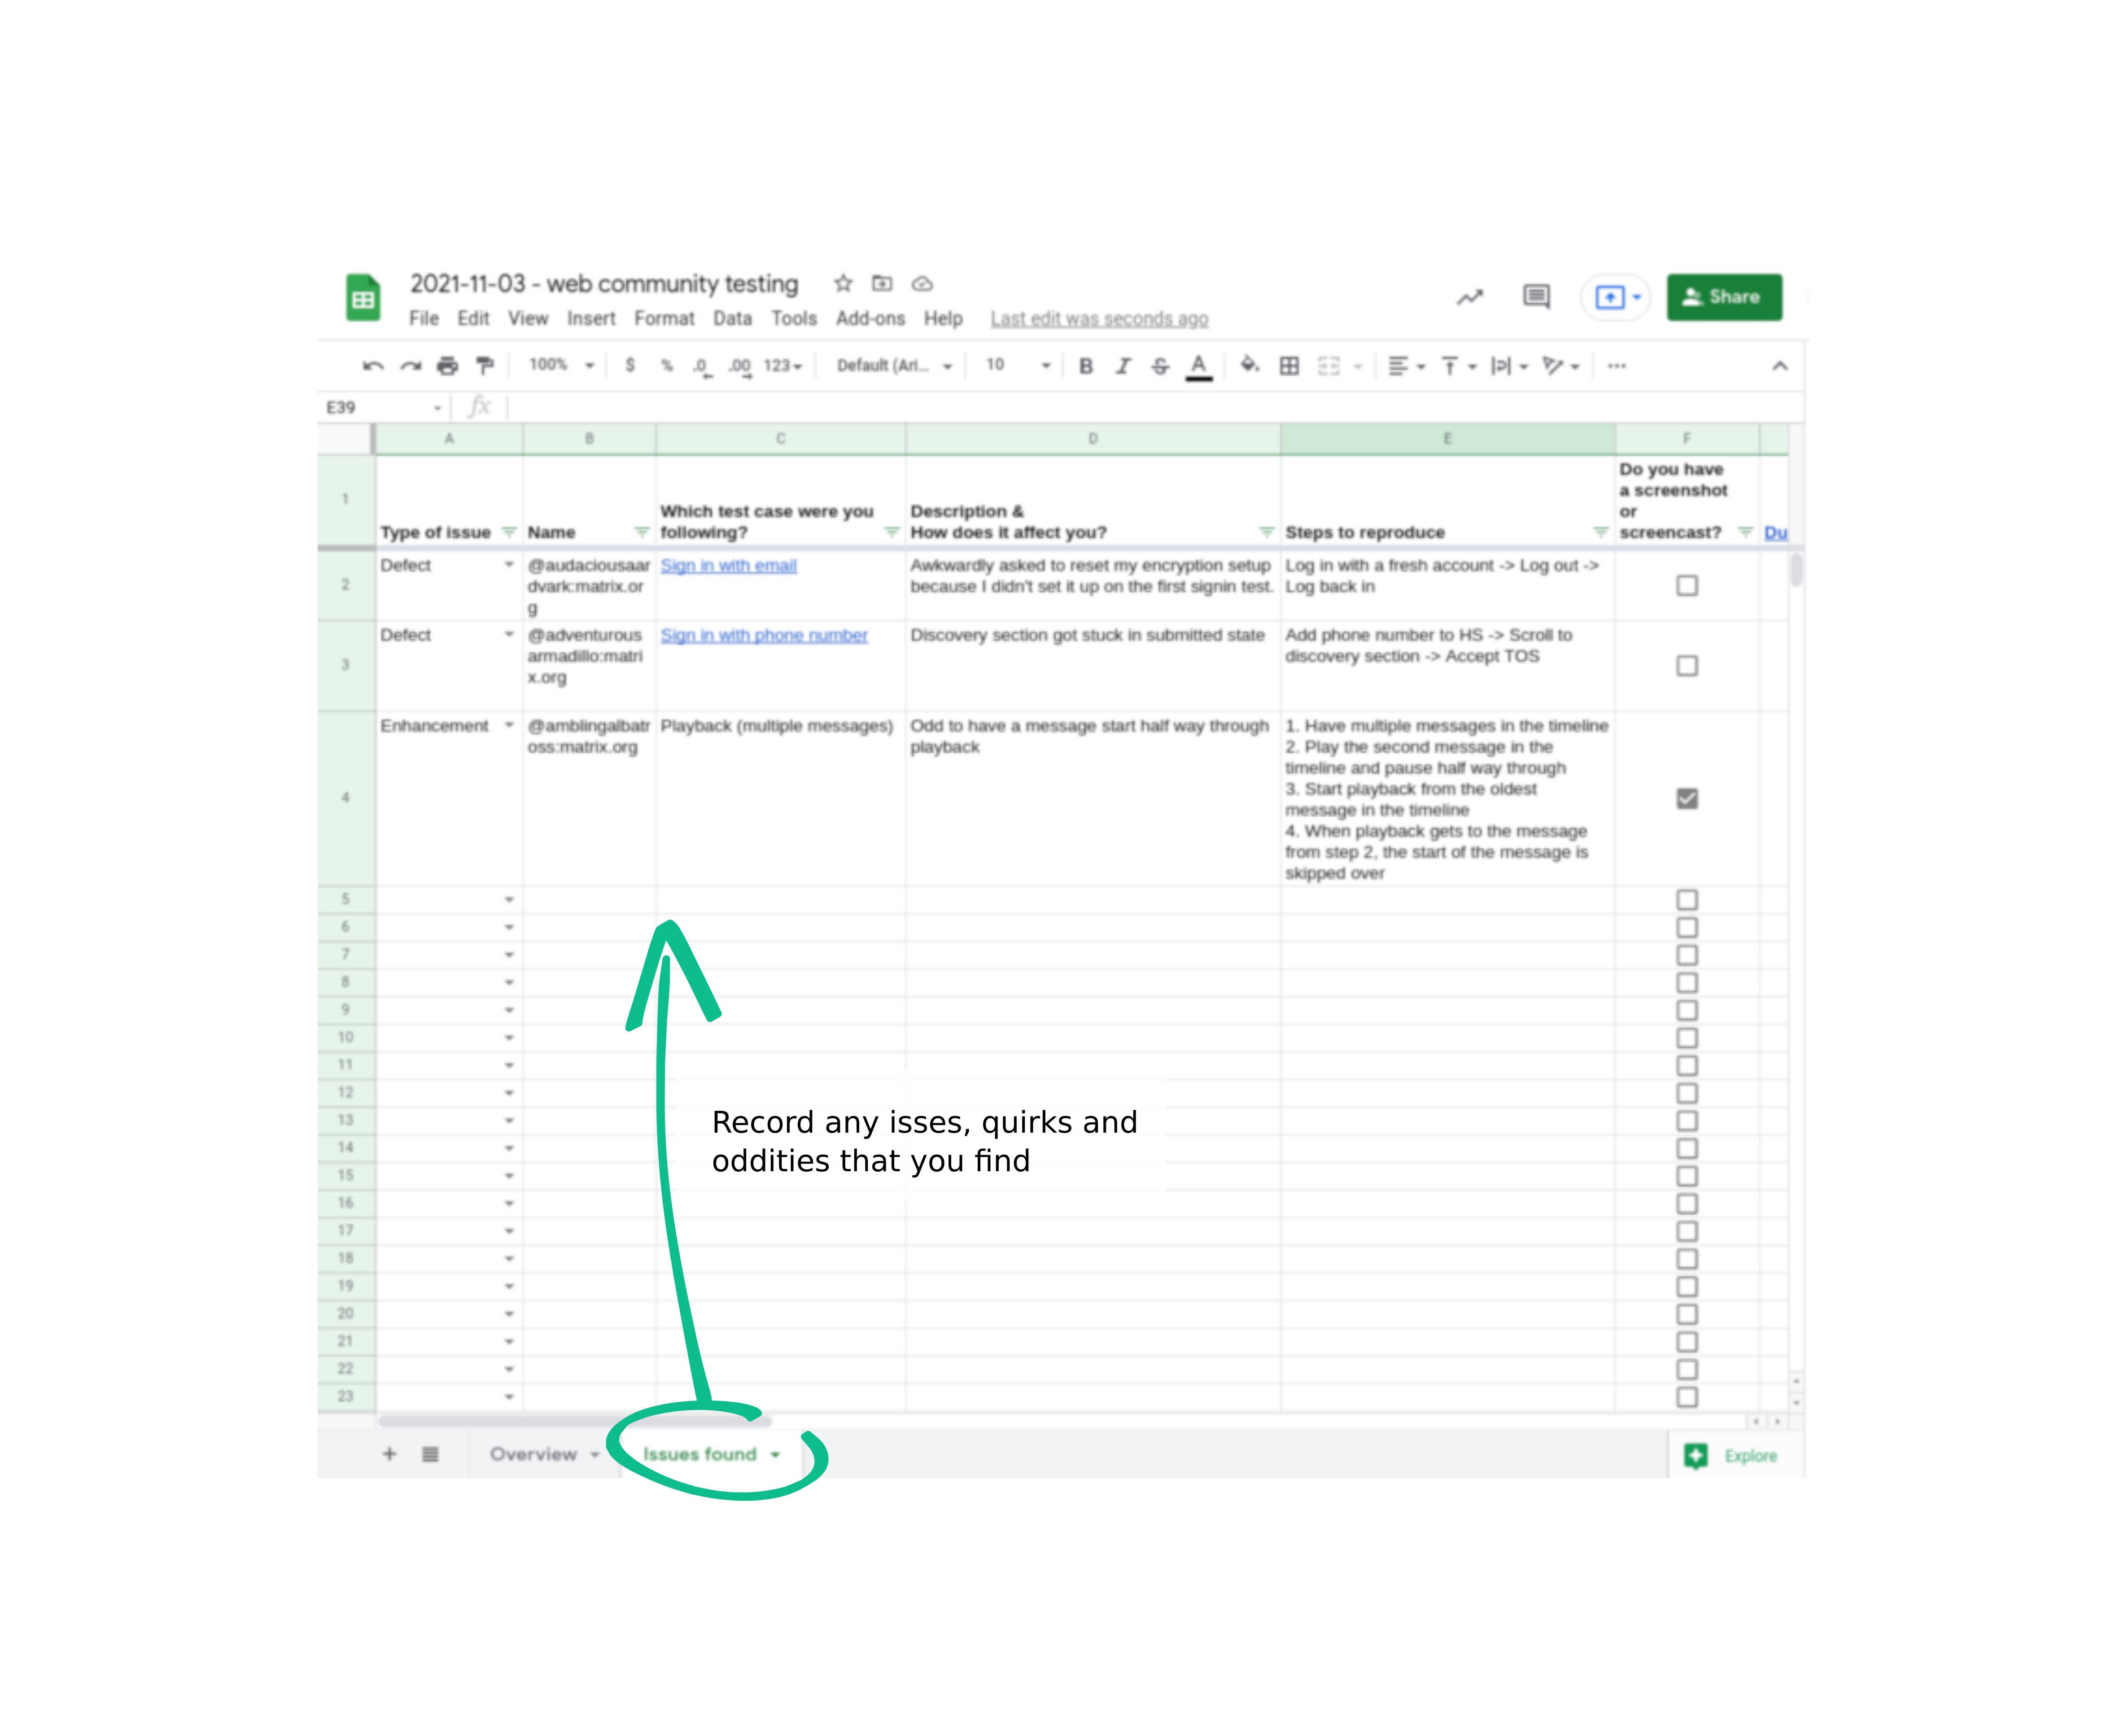 2021-11-03 - web community testing
File Edit View Insert Format Data Tools Add-ons Help Last edit was seconds ago
Share
100% $ % .0 .00 123 Default (Ari... 10 B I S A ...
E39 fx
A B C D E F
1
Type of issue
Name
Which test case were you
following?
Description &
How does it affect you?
Steps to reproduce
Do you have
a screenshot
or
screencast?
Du
2
Defect
@audaciousaar
dvark:matrix.or
g
Sign in with email
Awkwardly asked to reset my encryption setup
because I didn't set it up on the first signin test.
Log in with a fresh account -> Log out ->
Log back in
3
Defect
@adventurous
armadillo:matri
x.org
Sign in with phone number
Discovery section got stuck in submitted state
Add phone number to HS -> Scroll to
discovery section -> Accept TOS
4
Enhancement
@amblingalbatr
oss:matrix.org
Playback (multiple messages)
Odd to have a message start half way through
playback
1. Have multiple messages in the timeline
2. Play the second message in the
timeline and pause half way through
3. Start playback from the oldest
message in the timeline
4. When playback gets to the message
from step 2, the start of the message is
skipped over
5
6
7
8
9
10
11
12
13
14
15
16
17
18
19
20
21
22
23
Record any isses, quirks and
oddities that you find
Overview Issues found Explore